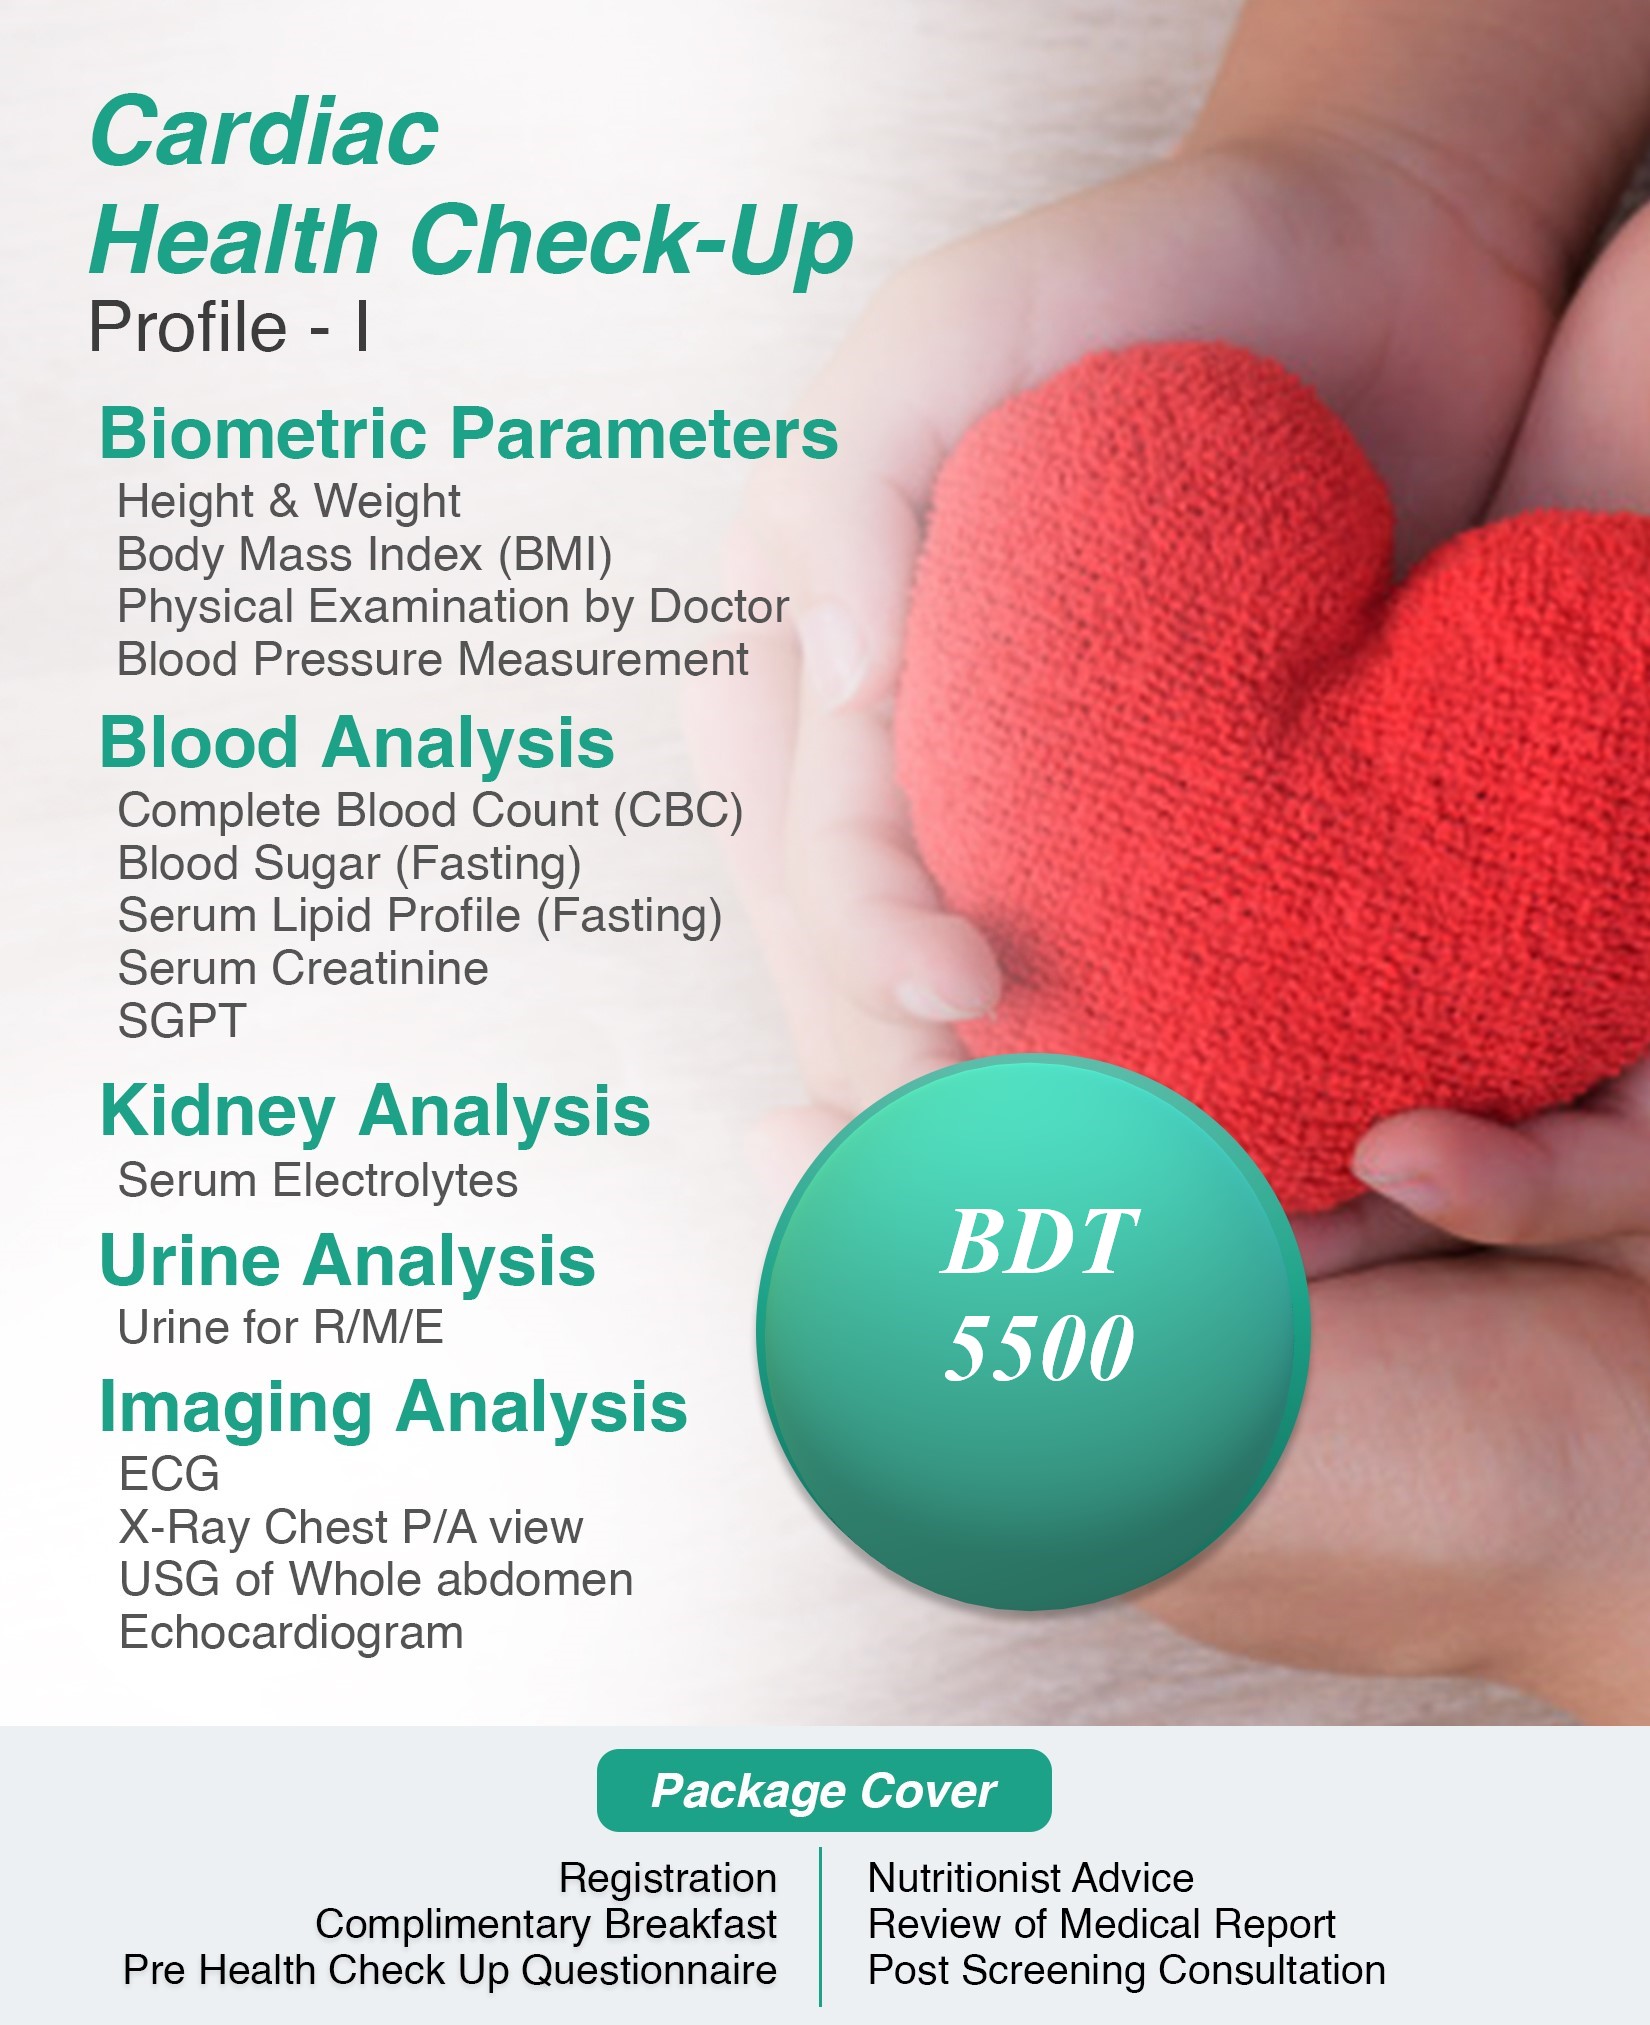 Cardiac
Health Check-Up
Profile - I
Biometric Parameters
Height & Weight
Body Mass Index (BMI)
Physical Examination by Doctor
Blood Pressure Measurement
Blood Analysis
Complete Blood Count (CBC)
Blood Sugar (Fasting)
Serum Lipid Profile (Fasting)
Serum Creatinine
SGPT
Kidney Analysis
Serum Electrolytes
Urine Analysis
Urine for R/M/E
Imaging Analysis
ECG
X-Ray Chest P/A view
USG of Whole abdomen
Echocardiogram
BDT
5500
Package Cover
Registration
Complimentary Breakfast
Pre Health Check Up Questionnaire
Nutritionist Advice
Review of Medical Report
Post Screening Consultation